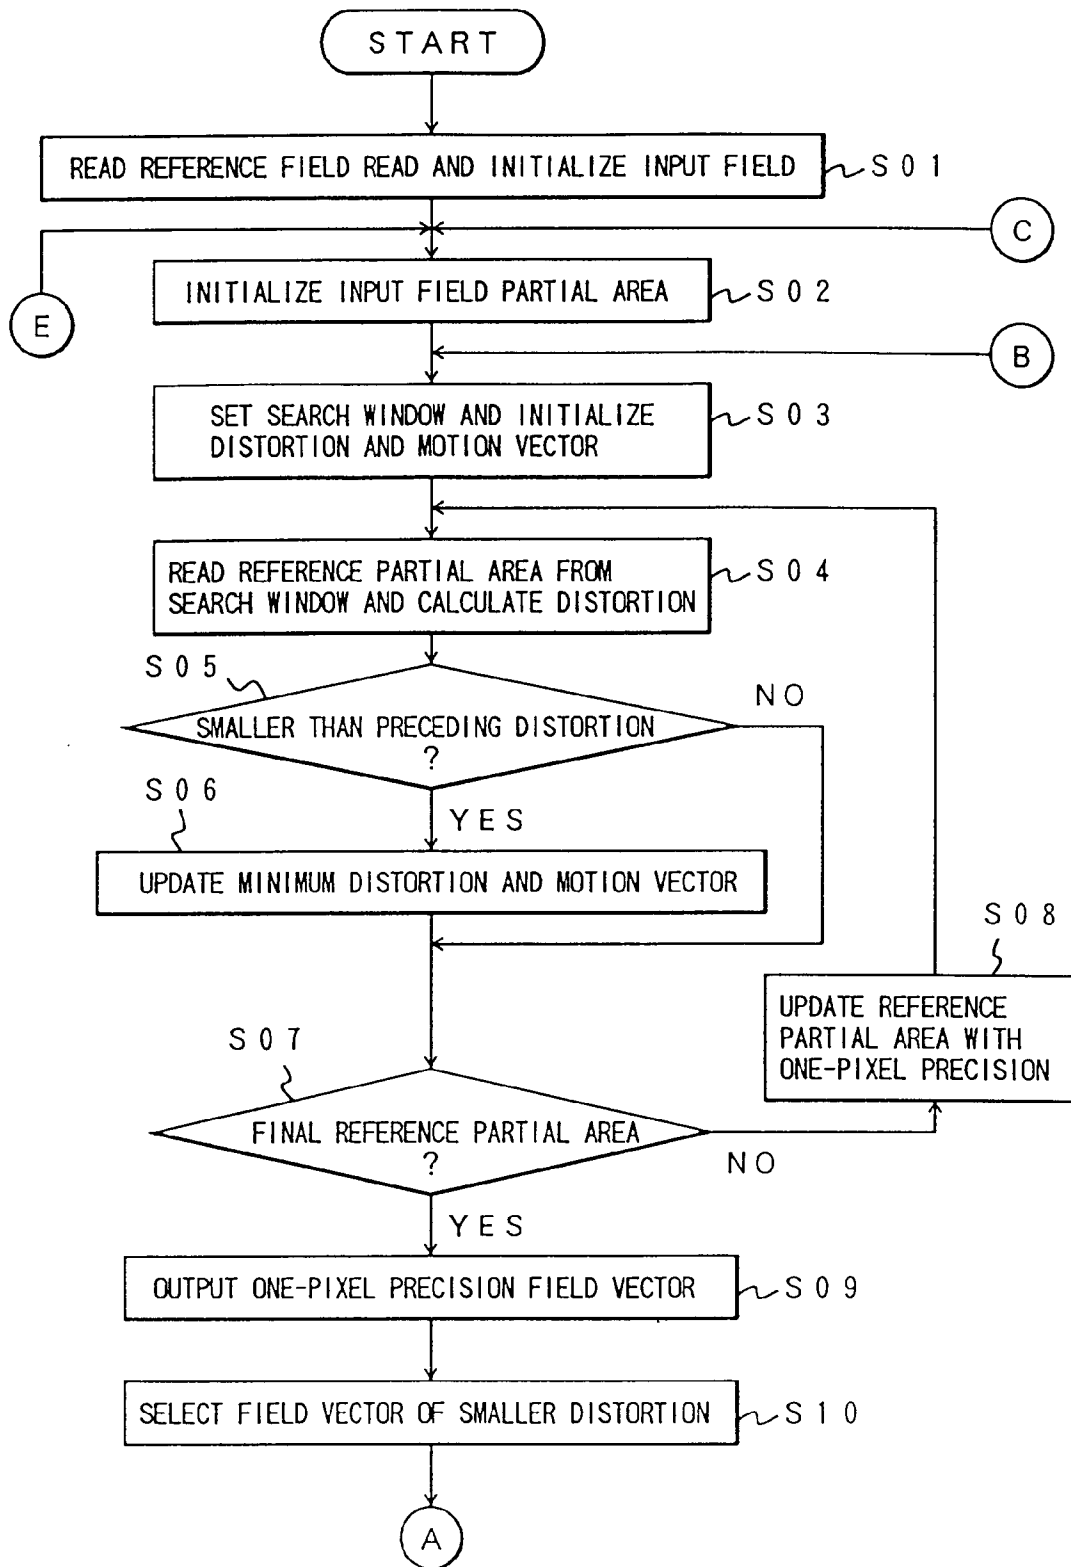 START
READ REFERENCE FIELD READ AND INITIALIZE INPUT FIELD
S01
C
INITIALIZE INPUT FIELD PARTIAL AREA
S02
E
B
SET SEARCH WINDOW AND INITIALIZE
DISTORTION AND MOTION VECTOR
S03
READ REFERENCE PARTIAL AREA FROM
SEARCH WINDOW AND CALCULATE DISTORTION
S04
S05
SMALLER THAN PRECEDING DISTORTION
?
NO
S06
YES
UPDATE MINIMUM DISTORTION AND MOTION VECTOR
S08
UPDATE REFERENCE
PARTIAL AREA WITH
ONE-PIXEL PRECISION
S07
FINAL REFERENCE PARTIAL AREA
?
NO
YES
OUTPUT ONE-PIXEL PRECISION FIELD VECTOR
S09
SELECT FIELD VECTOR OF SMALLER DISTORTION
S10
A